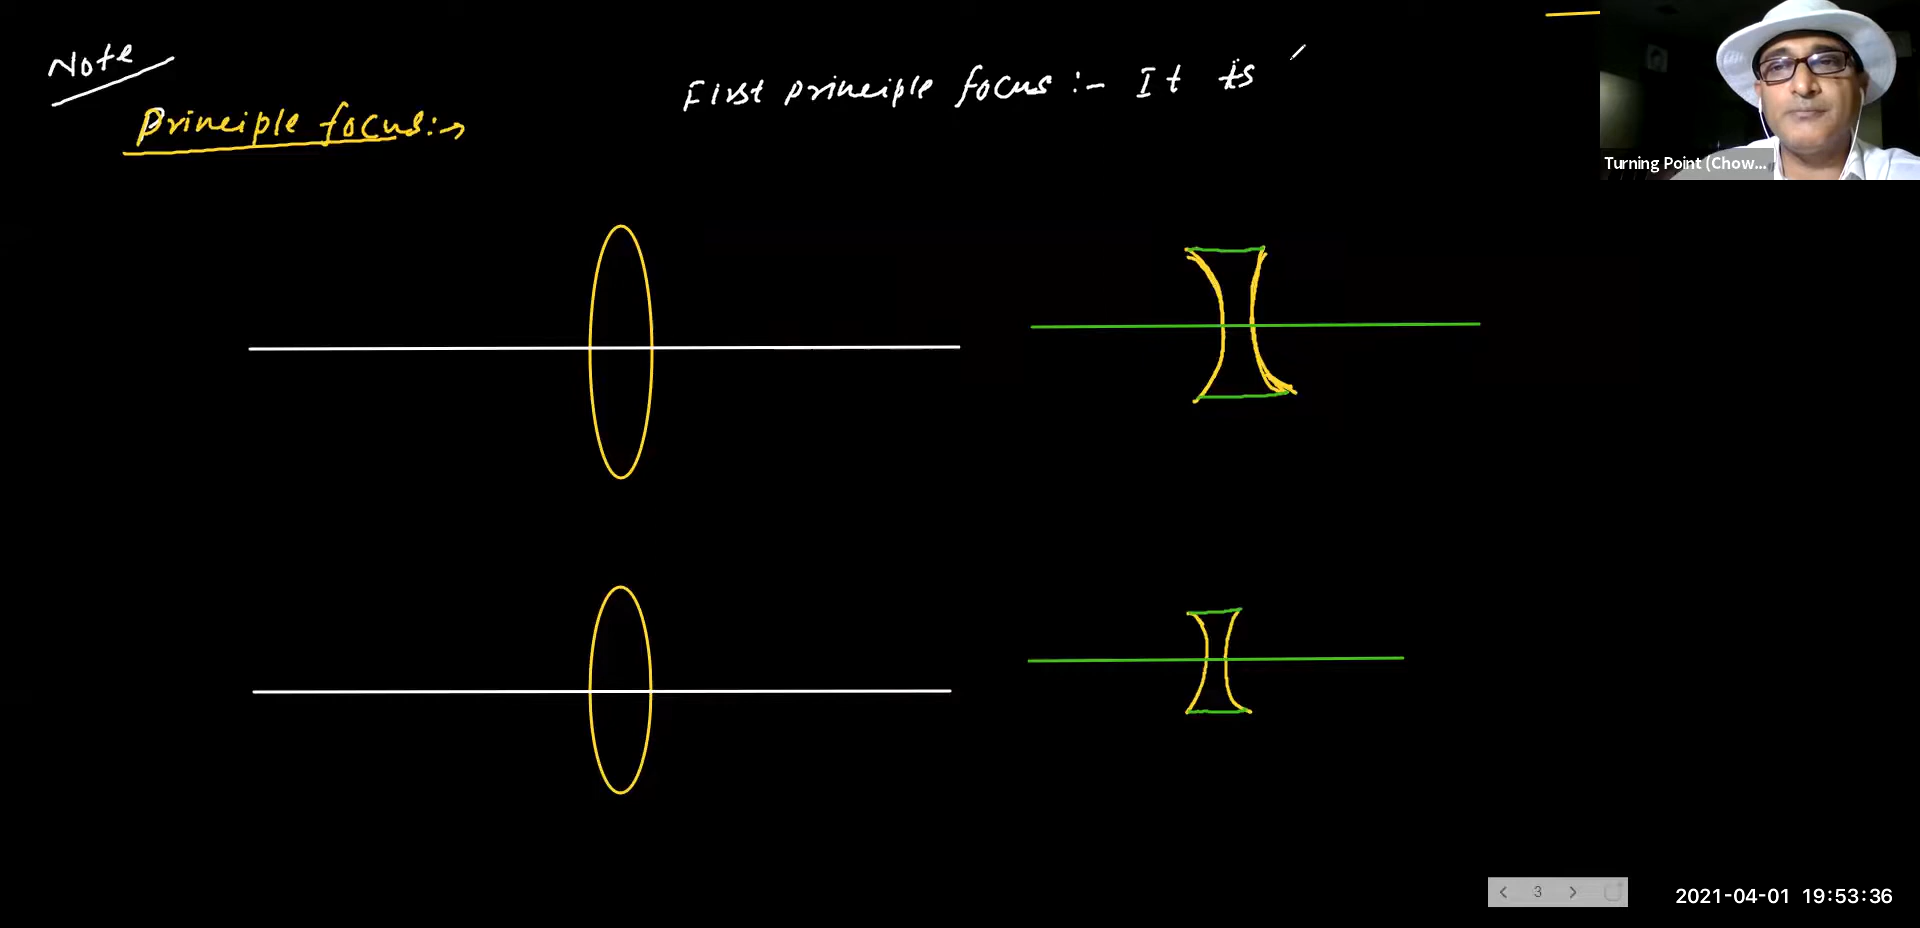 Note
Principle focus:→
First principle focus:- It is
Turning Point (Chow...
3
2021-04-01 19:53:36